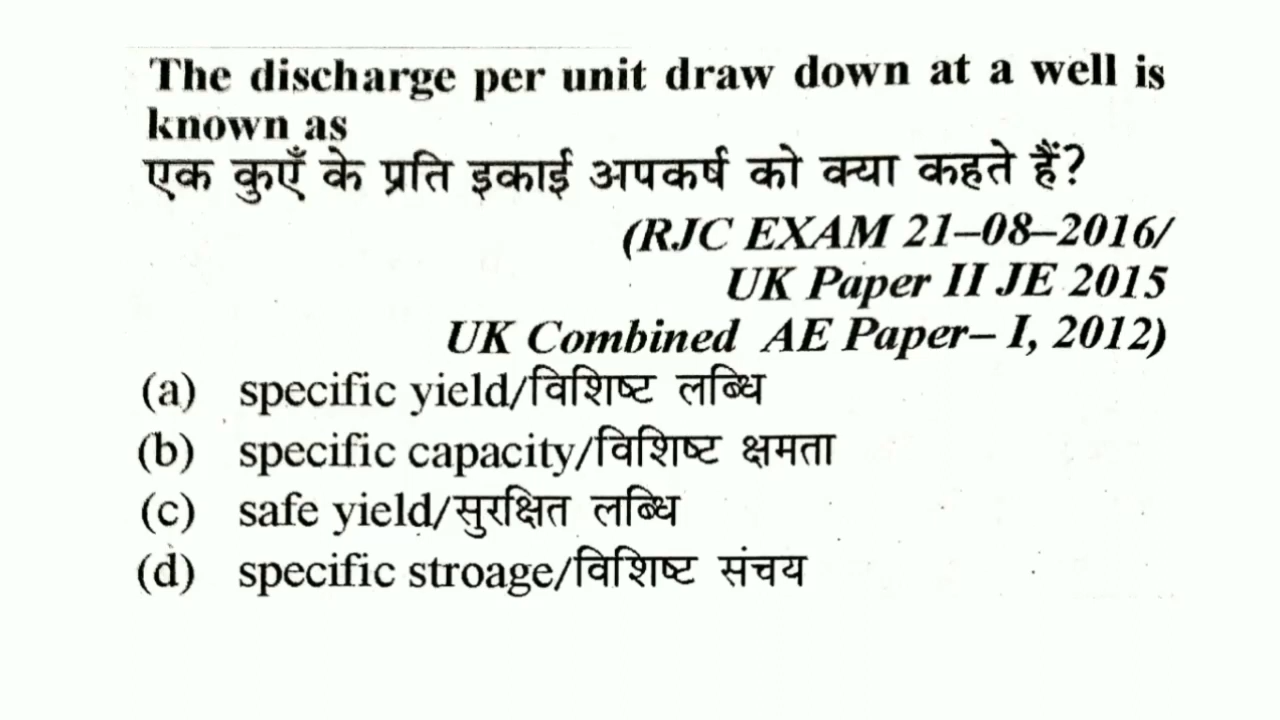 The discharge per unit draw down at a well is
known as
एक कुएँ के प्रति इकाई अपकर्ष को क्या कहते हैं?
(RJC EXAM 21–08–2016/
UK Paper II JE 2015
UK Combined AE Paper– I, 2012)
(a) specific yield/विशिष्ट लब्धि
(b) specific capacity/विशिष्ट क्षमता
(c) safe yield/सुरक्षित लब्धि
(d) specific stroage/विशिष्ट संचय